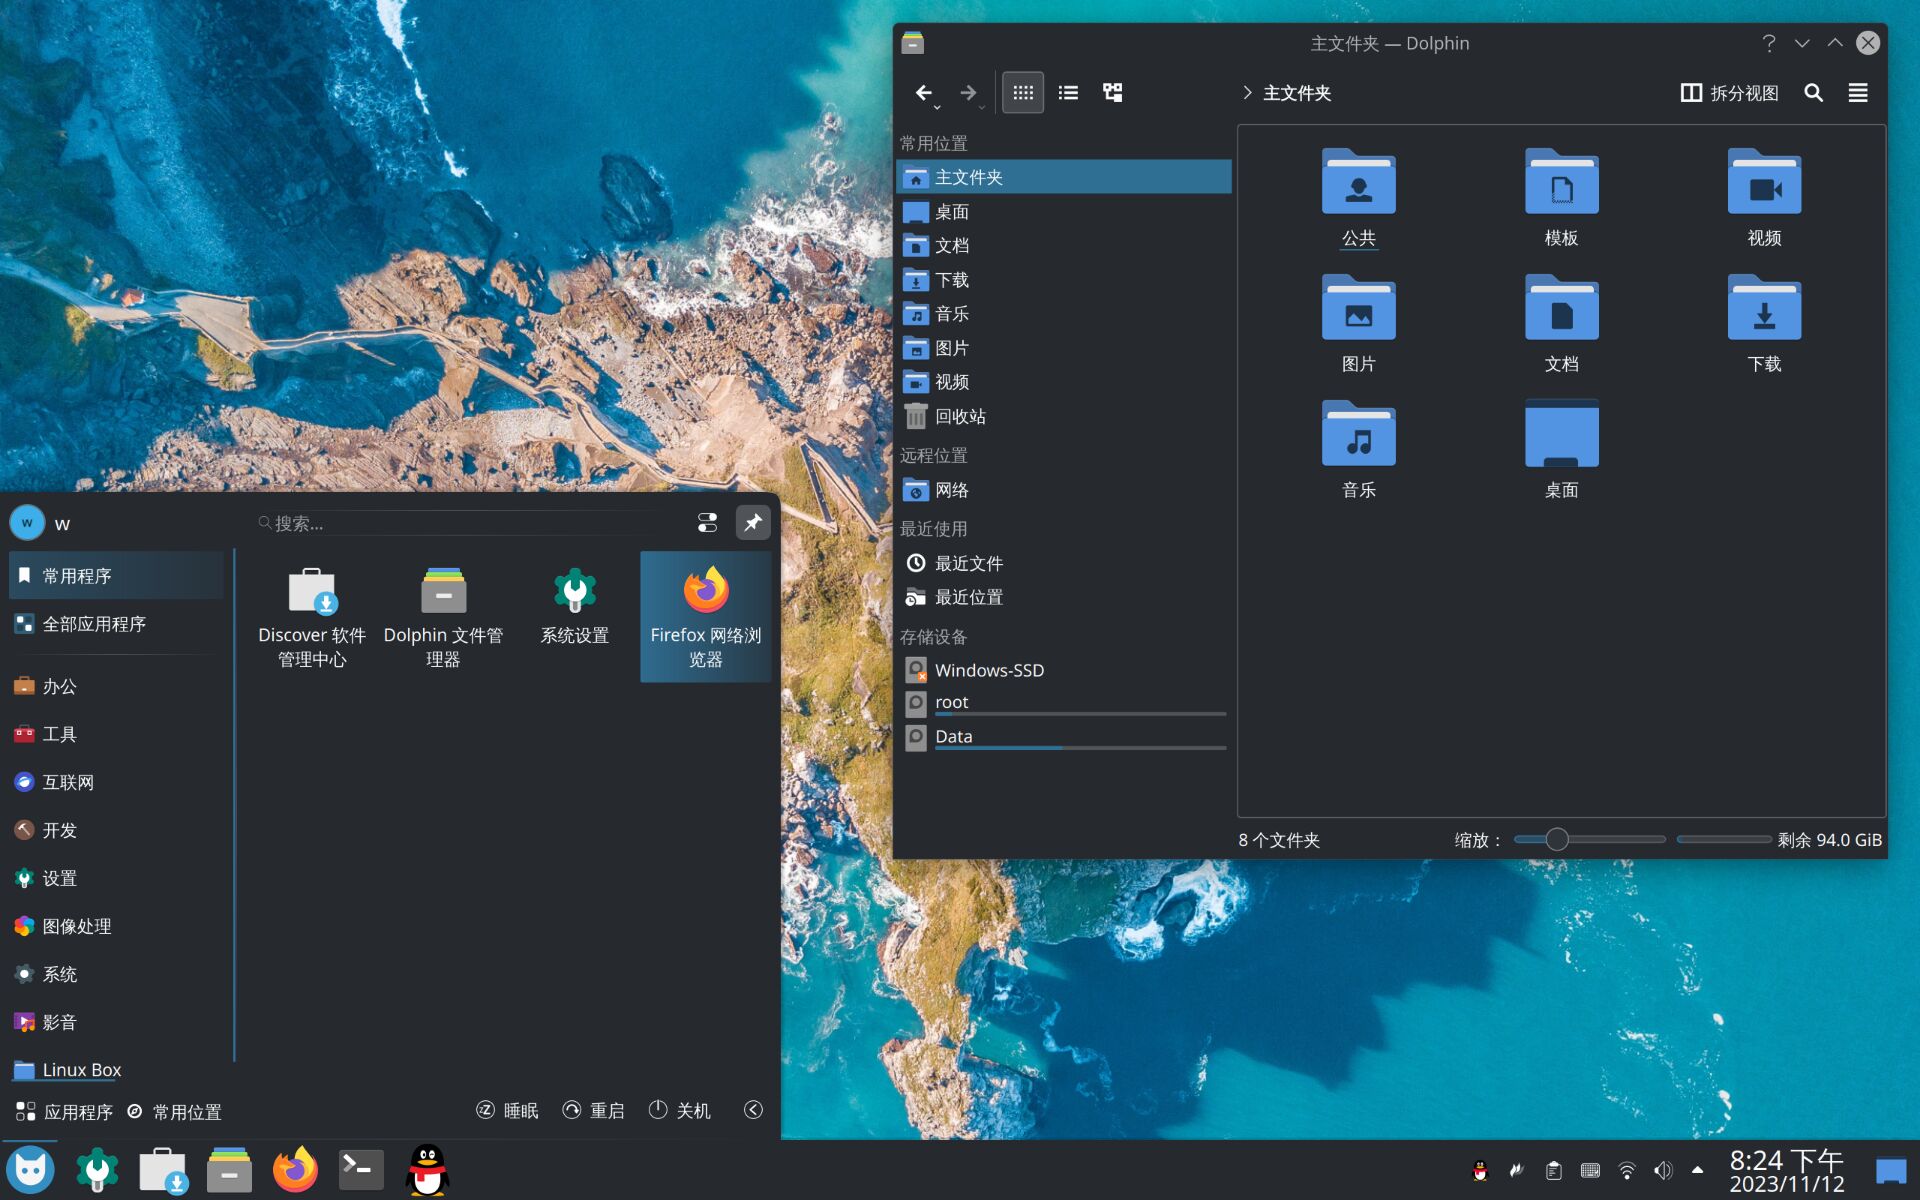 主文件夹 — Dolphin
主文件夹
拆分视图
常用位置
主文件夹
桌面
文档
下载
音乐
图片
视频
回收站
远程位置
网络
最近使用
最近文件
最近位置
存储设备
Windows-SSD
root
Data
公共
模板
视频
图片
文档
下载
音乐
桌面
8 个文件夹
缩放：
剩余 94.0 GiB
w
w
搜索...
常用程序
全部应用程序
办公
工具
互联网
开发
设置
图像处理
系统
影音
Linux Box
Discover 软件
管理中心
Dolphin 文件管
理器
系统设置
Firefox 网络浏
览器
应用程序
常用位置
睡眠
重启
关机
8:24 下午
2023/11/12